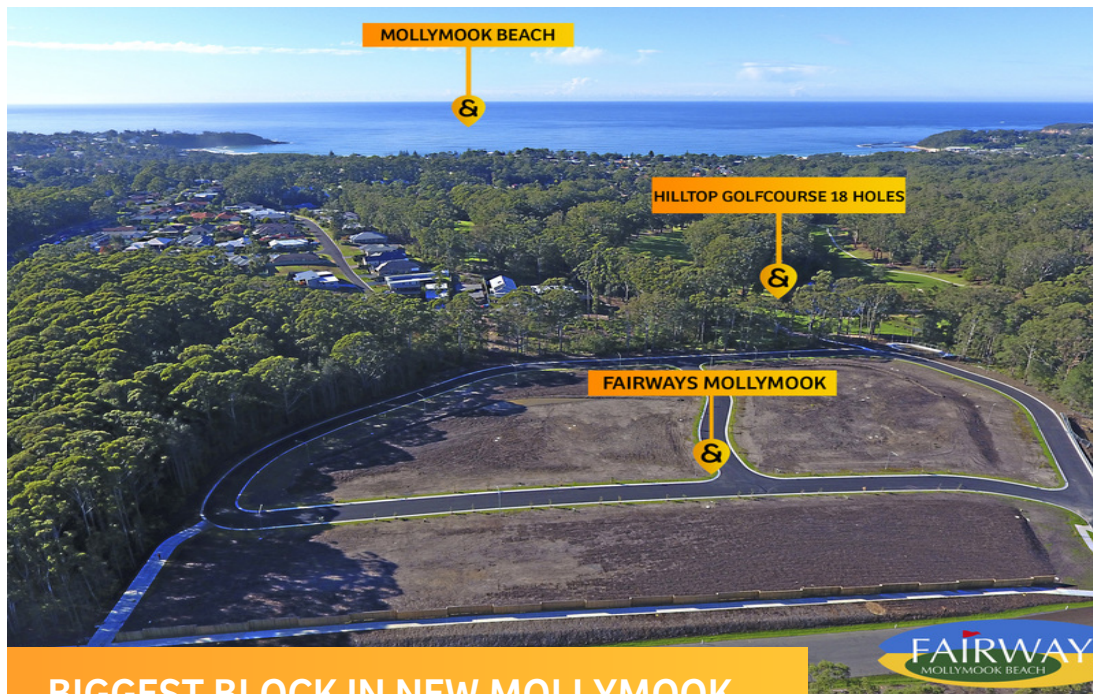 MOLLYMOOK BEACH
&
HILLTOP GOLFCOURSE 18 HOLES
&
FAIRWAYS MOLLYMOOK
&
FAIRWAY
MOLLYMOOK BEACH
BIGGEST BLOCK IN NEW MOLLYMOOK